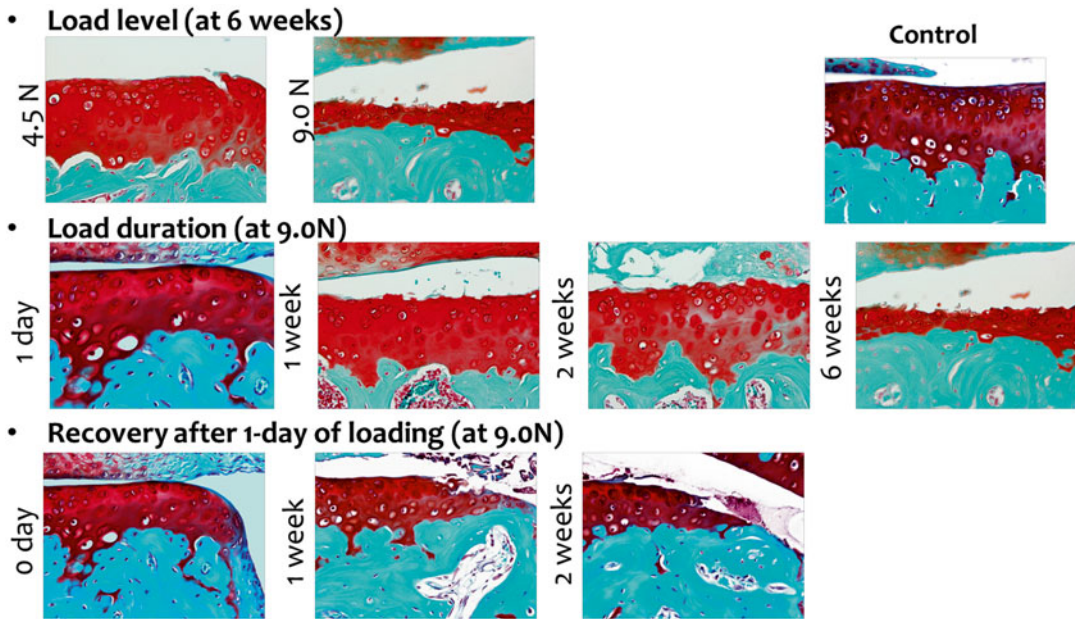 • Load level (at 6 weeks)
Control
4.5 N
9.0 N
• Load duration (at 9.0N)
1 day
1 week
2 weeks
6 weeks
• Recovery after 1-day of loading (at 9.0N)
0 day
1 week
2 weeks